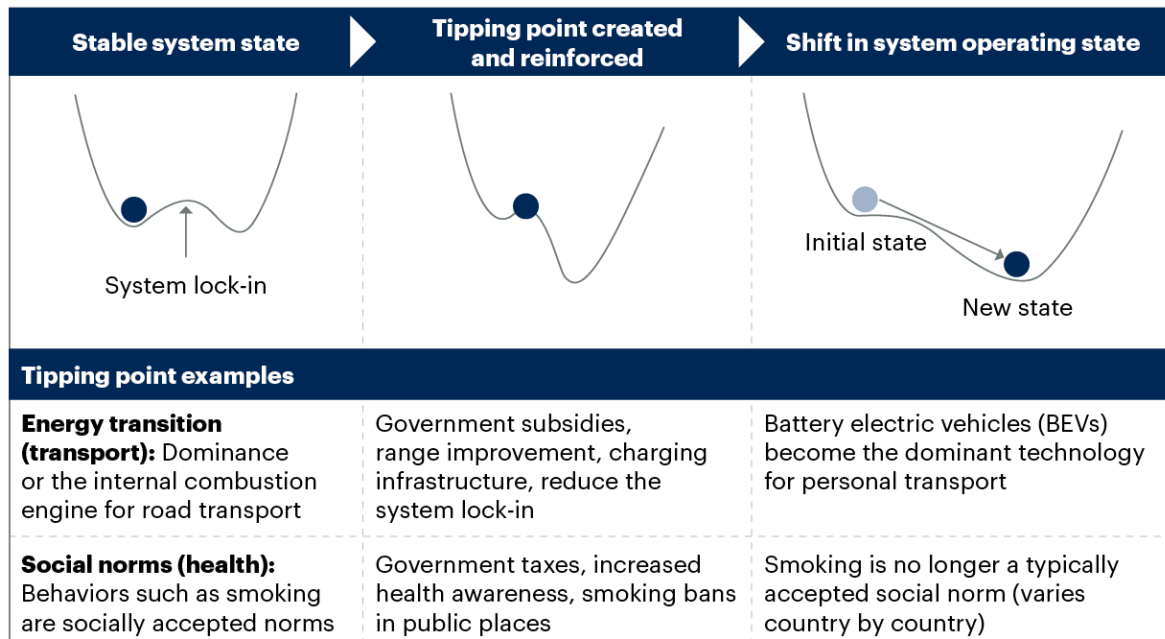 Stable system state
Tipping point created
and reinforced
Shift in system operating state
System lock-in
Initial state
New state
Tipping point examples
Energy transition
(transport): Dominance
or the internal combustion
engine for road transport
Government subsidies,
range improvement, charging
infrastructure, reduce the
system lock-in
Battery electric vehicles (BEVs)
become the dominant technology
for personal transport
Social norms (health):
Behaviors such as smoking
are socially accepted norms
Government taxes, increased
health awareness, smoking bans
in public places
Smoking is no longer a typically
accepted social norm (varies
country by country)